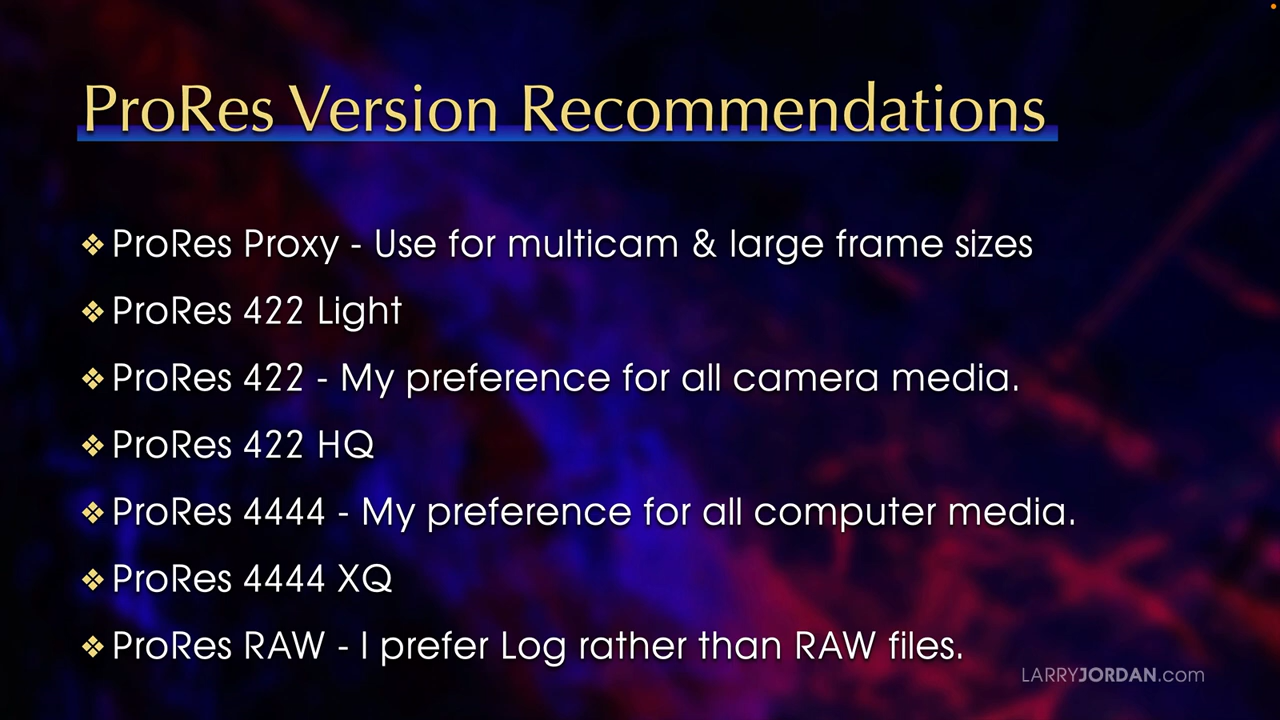 ProRes Version Recommendations
❖ ProRes Proxy - Use for multicam & large frame sizes
❖ ProRes 422 Light
❖ ProRes 422 - My preference for all camera media.
❖ ProRes 422 HQ
❖ ProRes 4444 - My preference for all computer media.
❖ ProRes 4444 XQ
❖ ProRes RAW - I prefer Log rather than RAW files.
LARRYJORDAN.com